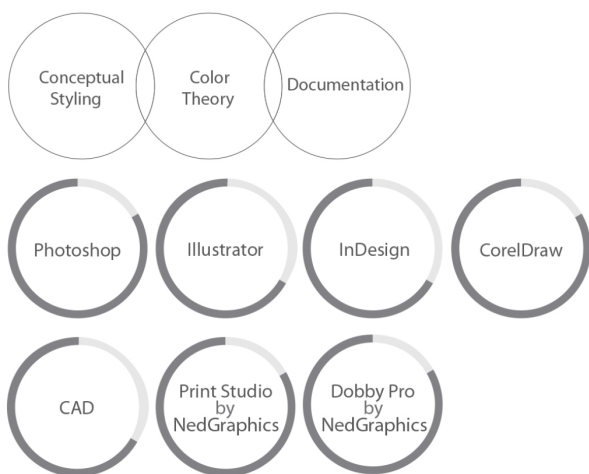 Conceptual
Styling
Color
Theory
Documentation
Photoshop
Illustrator
InDesign
CorelDraw
CAD
Print Studio
by
NedGraphics
Dobby Pro
by
NedGraphics